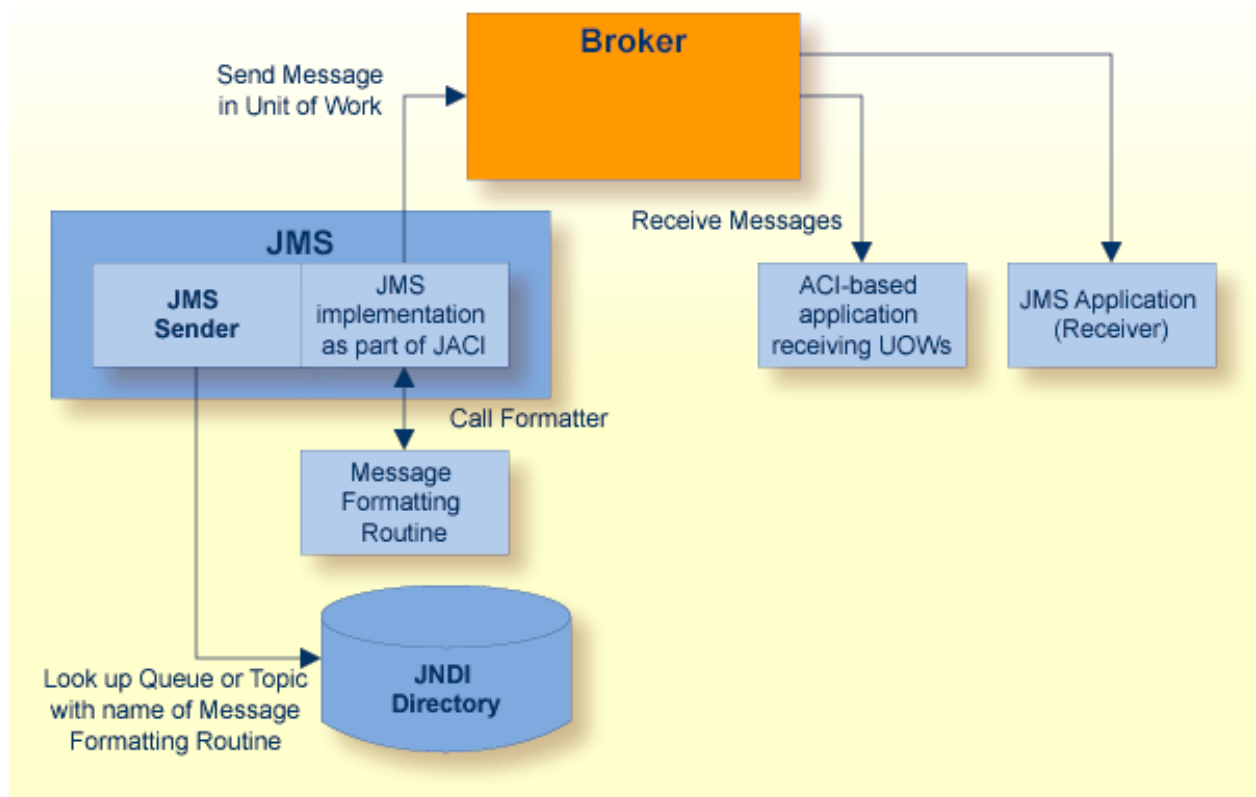 Broker
Send Message
in Unit of Work
Receive Messages
JMS
JMS
Sender
JMS
implementation
as part of JACI
ACI-based
application
receiving UOWs
JMS Application
(Receiver)
Call Formatter
Message
Formatting
Routine
JNDI
Directory
Look up Queue or Topic
with name of Message
Formatting Routine